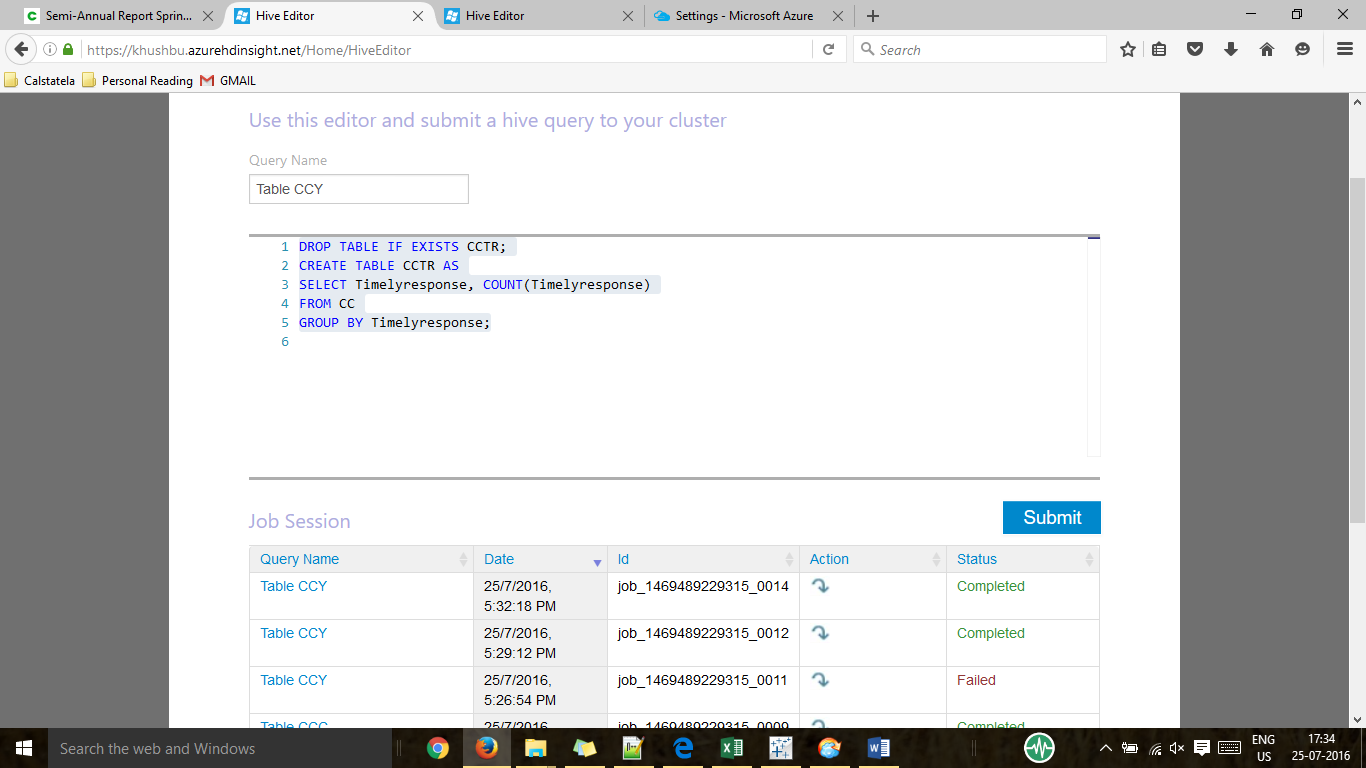 Semi-Annual Report Sprin...
Hive Editor
Hive Editor
Settings - Microsoft Azure
https://khushbu.azurehdinsight.net/Home/HiveEditor
Search
Calstatela
Personal Reading
GMAIL
Use this editor and submit a hive query to your cluster
Query Name
Table CCY
1 DROP TABLE IF EXISTS CCTR;
2 CREATE TABLE CCTR AS
3 SELECT Timelyresponse, COUNT(Timelyresponse)
4 FROM CC
5 GROUP BY Timelyresponse;
6
Job Session
Submit
Query Name Date Id Action Status
Table CCY 25/7/2016, job_1469489229315_0014 Completed
5:32:18 PM
Table CCY 25/7/2016, job_1469489229315_0012 Completed
5:29:12 PM
Table CCY 25/7/2016, job_1469489229315_0011 Failed
5:26:54 PM
Table CCC 25/7/2016 job_1469489229315_0009 Completed
Search the web and Windows
ENG
US
17:34
25-07-2016